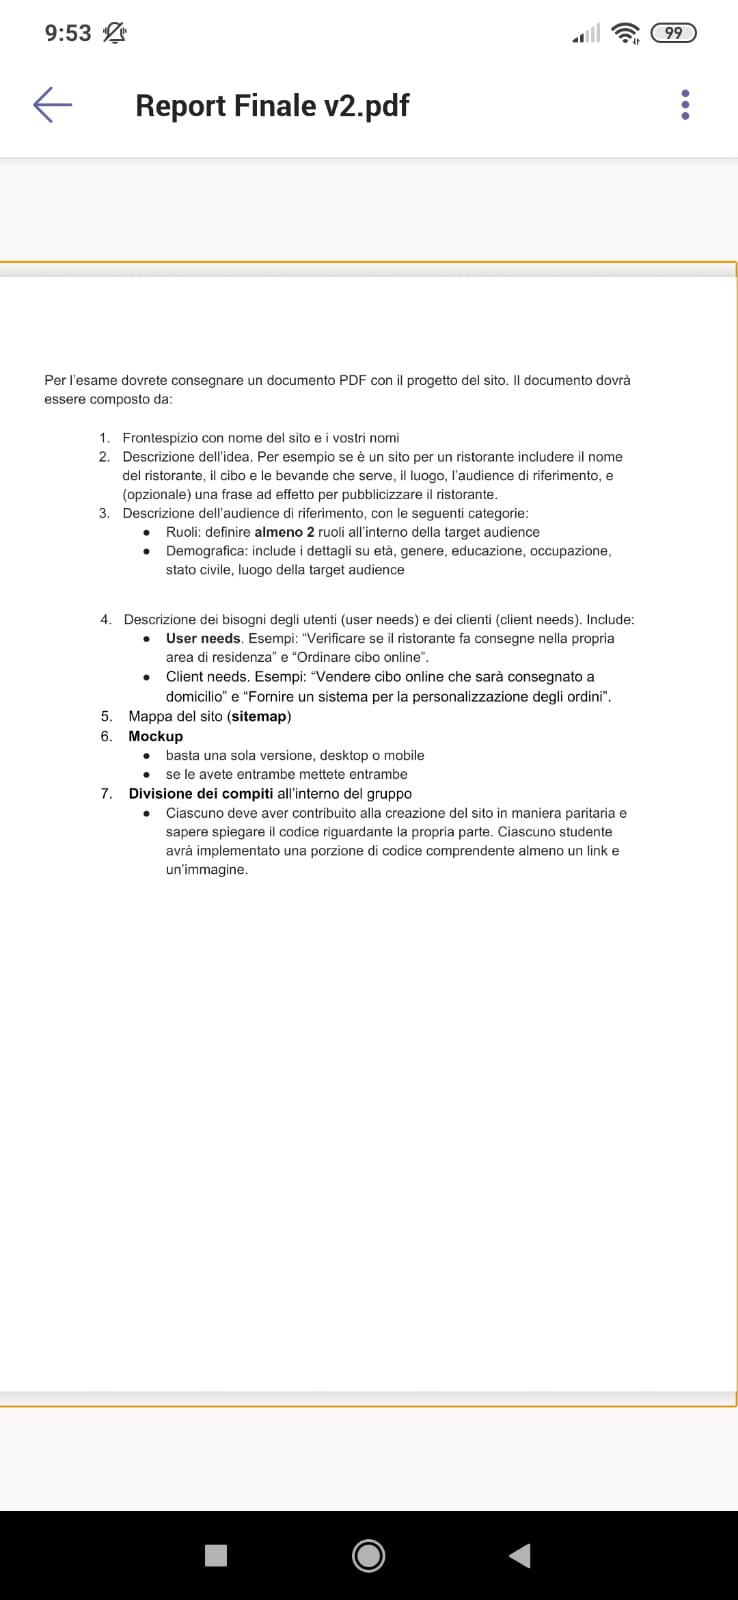 9:53
99
Report Finale v2.pdf
Per l'esame dovrete consegnare un documento PDF con il progetto del sito. Il documento dovrà
essere composto da:
1. Frontespizio con nome del sito e i vostri nomi
2. Descrizione dell'idea. Per esempio se è un sito per un ristorante includere il nome
del ristorante, il cibo e le bevande che serve, il luogo, l'audience di riferimento, e
(opzionale) una frase ad effetto per pubblicizzare il ristorante.
3. Descrizione dell'audience di riferimento, con le seguenti categorie:
● Ruoli: definire almeno 2 ruoli all'interno della target audience
● Demografica: include i dettagli su età, genere, educazione, occupazione,
stato civile, luogo della target audience
4. Descrizione dei bisogni degli utenti (user needs) e dei clienti (client needs). Include:
● User needs. Esempi: “Verificare se il ristorante fa consegne nella propria
area di residenza” e “Ordinare cibo online”.
● Client needs. Esempi: “Vendere cibo online che sarà consegnato a
domicilio” e “Fornire un sistema per la personalizzazione degli ordini”.
5. Mappa del sito (sitemap)
6. Mockup
● basta una sola versione, desktop o mobile
● se le avete entrambe mettete entrambe
7. Divisione dei compiti all'interno del gruppo
● Ciascuno deve aver contribuito alla creazione del sito in maniera paritaria e
sapere spiegare il codice riguardante la propria parte. Ciascuno studente
avrà implementato una porzione di codice comprendente almeno un link e
un'immagine.